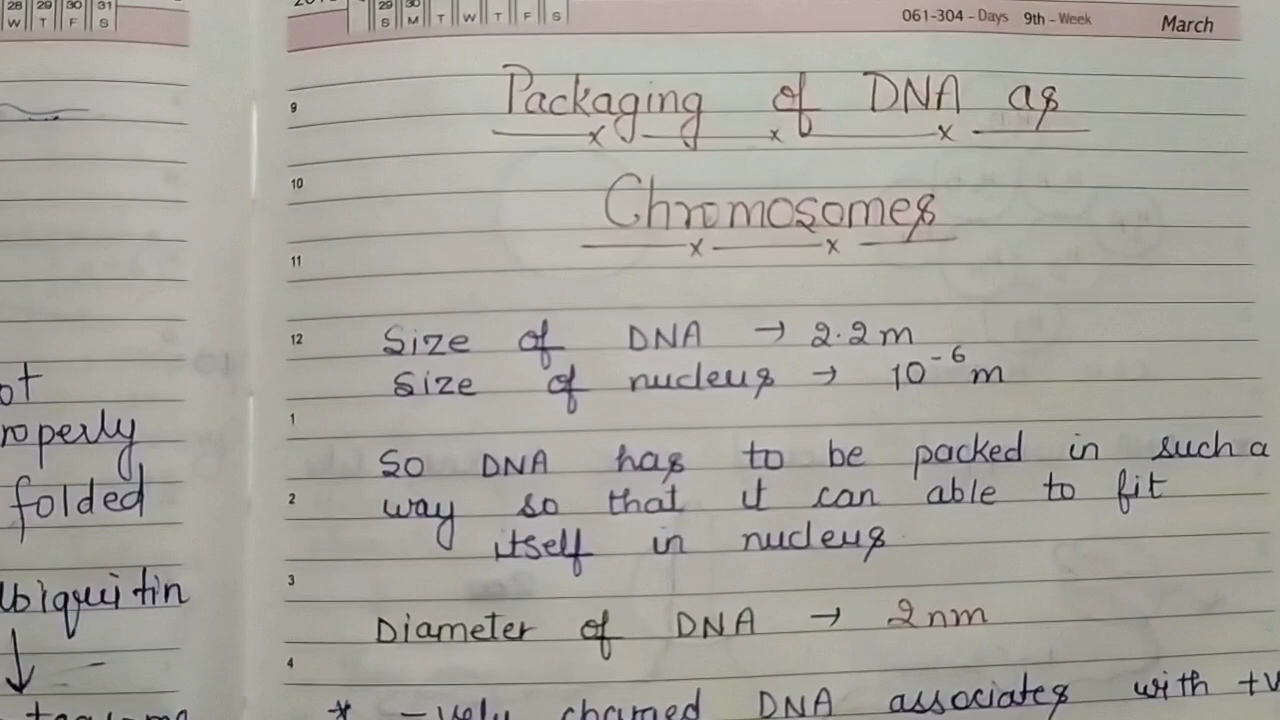 28 29 30 31
W T F S
ot
roperly
folded
ubiquitin
29 30
S M T W T F S
061-304 - Days 9th - Week March
9
Packaging of DNA as
10
Chromosomes
11
12 Size of DNA → 2.2 m
Size of nucleus → 10⁻⁶ m
1
So DNA has to be packed in such a
2 way so that it can able to fit
itself in nucleus
3
Diameter of DNA → 2nm
4
* -vely charged DNA associates with +v